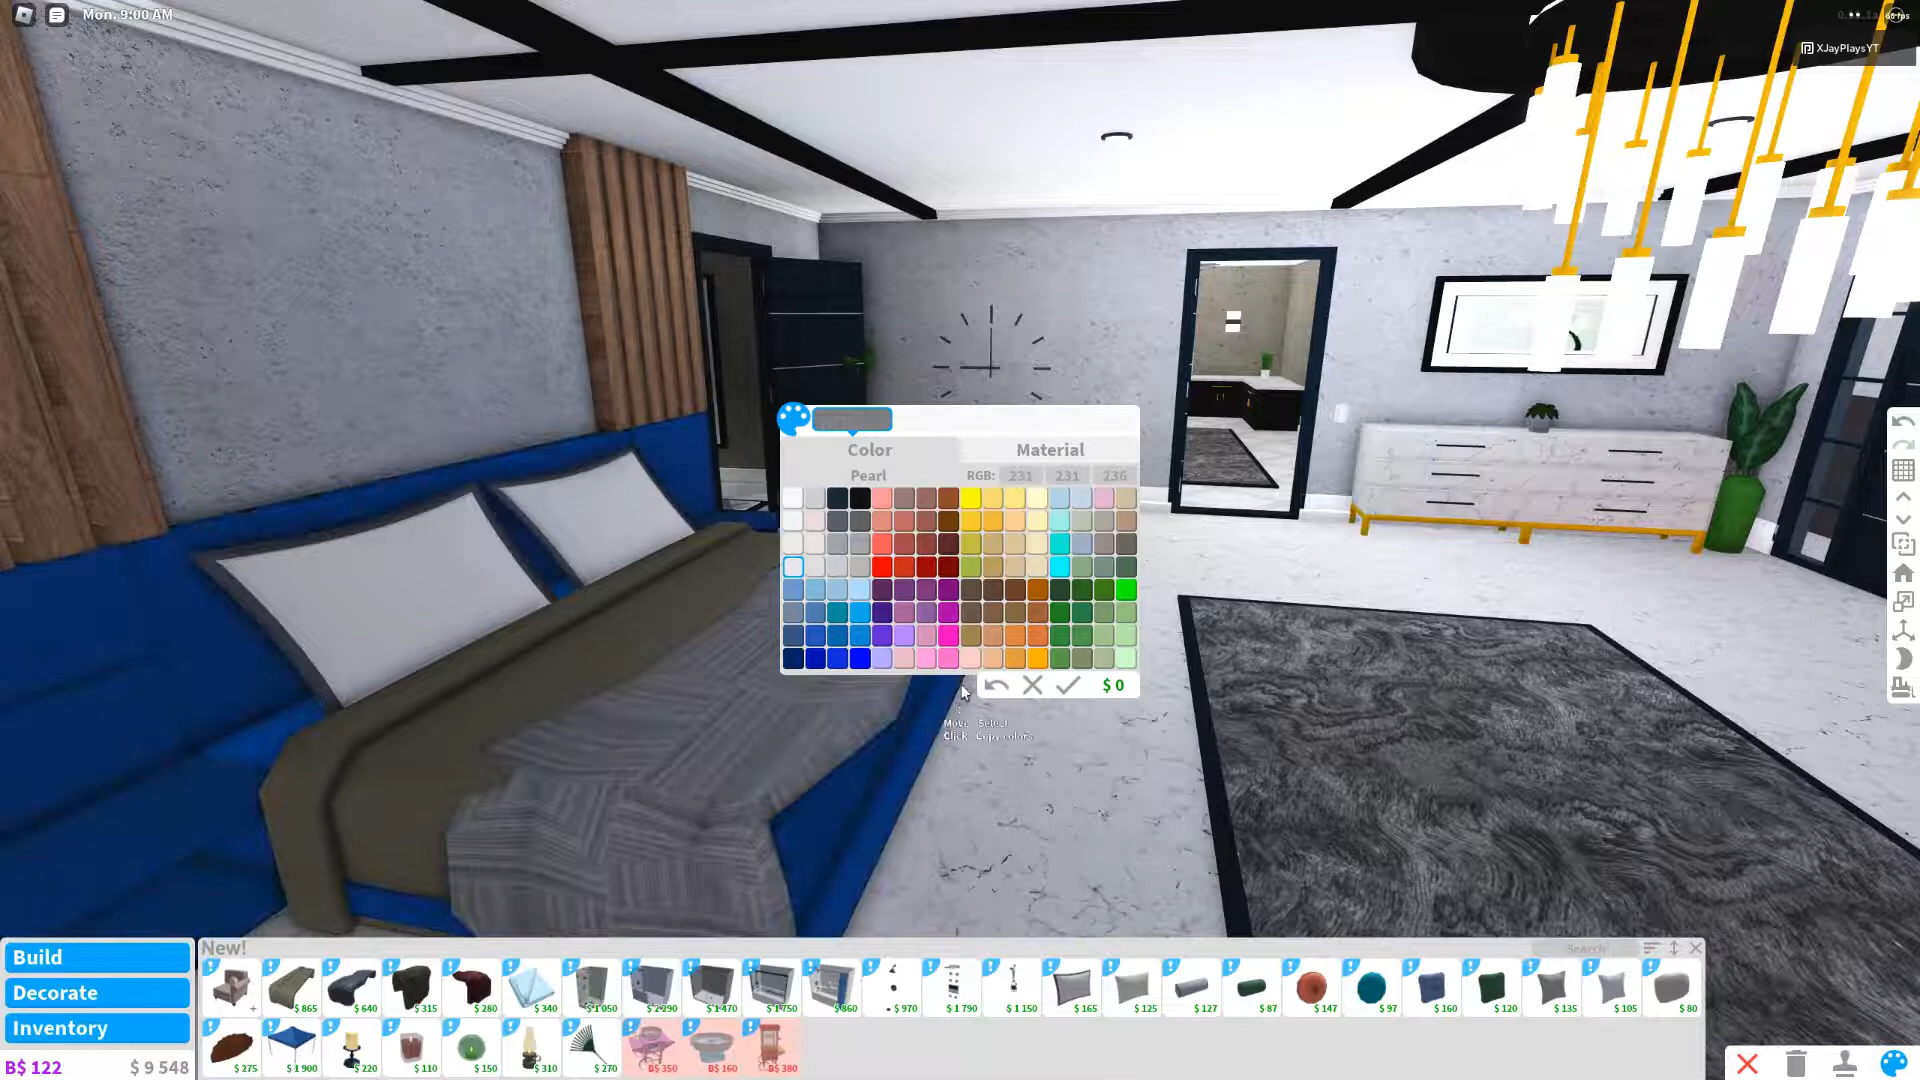 Mon. 9:00 AM
XJayPlaysYT
Color
Material
Pearl
RGB: 231 231 236
$ 0
Move Select
Click Copy colors
Build
Decorate
Inventory
B$ 122
$ 9 548
New!
Search
$ 865
$ 640
$ 315
$ 280
$ 340
$ 1 050
$ 2 290
$ 1 470
$ 1 750
$ 860
$ 970
$ 1 790
$ 1 150
$ 165
$ 125
$ 127
$ 87
$ 147
$ 97
$ 160
$ 120
$ 135
$ 105
$ 80
$ 275
$ 1 900
$ 220
$ 110
$ 150
$ 310
$ 270
B$ 350
B$ 160
B$ 380